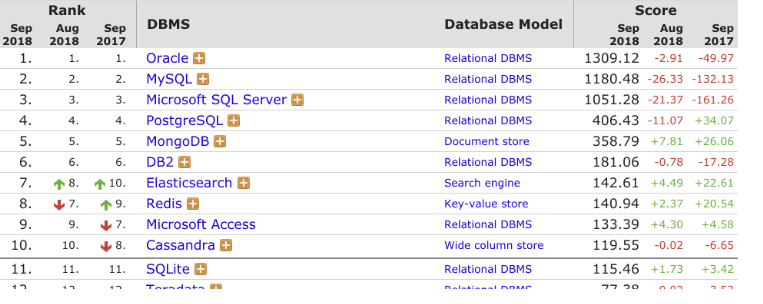 Rank Score
Sep Aug Sep DBMS Database Model Sep Aug Sep
2018 2018 2017 2018 2018 2017
1. 1. 1. Oracle Relational DBMS 1309.12 -2.91 -49.97
2. 2. 2. MySQL Relational DBMS 1180.48 -26.33 -132.13
3. 3. 3. Microsoft SQL Server Relational DBMS 1051.28 -21.37 -161.26
4. 4. 4. PostgreSQL Relational DBMS 406.43 -11.07 +34.07
5. 5. 5. MongoDB Document store 358.79 +7.81 +26.06
6. 6. 6. DB2 Relational DBMS 181.06 -0.78 -17.28
7. 8. 10. Elasticsearch Search engine 142.61 +4.49 +22.61
8. 7. 9. Redis Key-value store 140.94 +2.37 +20.54
9. 9. 7. Microsoft Access Relational DBMS 133.39 +4.30 +4.58
10. 10. 8. Cassandra Wide column store 119.55 -0.02 -6.65
11. 11. 11. SQLite Relational DBMS 115.46 +1.73 +3.42
12. 12. 12. Teradata Relational DBMS 77.38